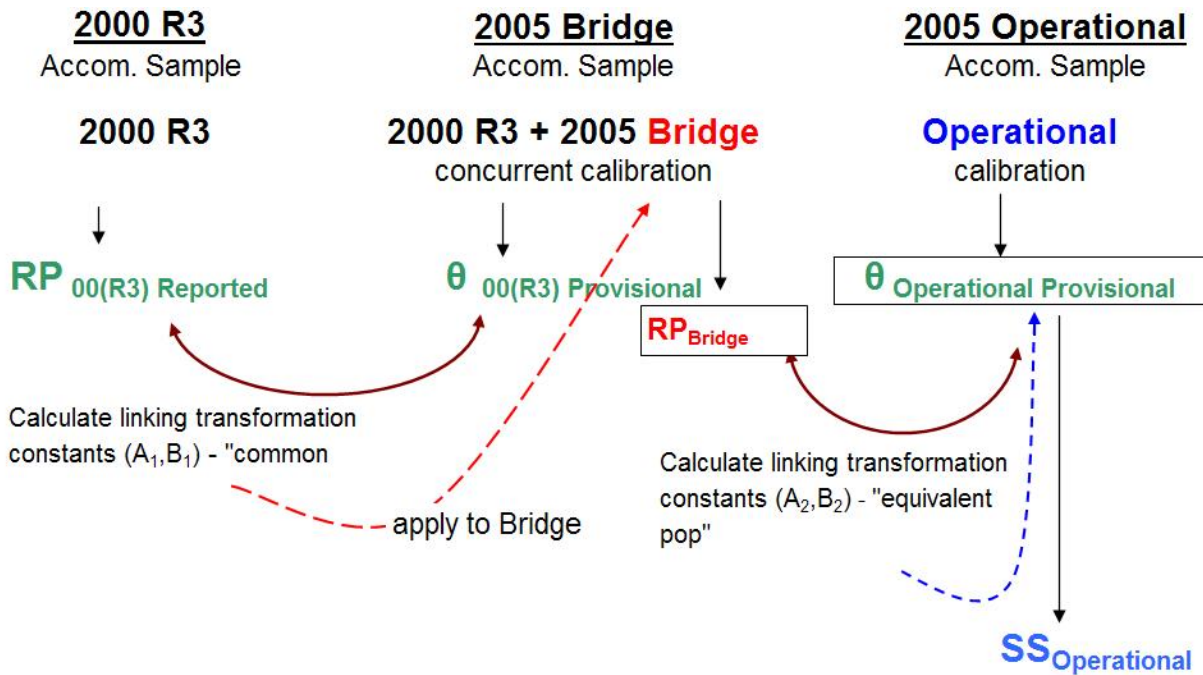 2000 R3
Accom. Sample
2000 R3
RP 00(R3) Reported
Calculate linking transformation
constants (A1,B1) - "common
2005 Bridge
Accom. Sample
2000 R3 + 2005 Bridge
concurrent calibration
θ 00(R3) Provisional
RPBridge
apply to Bridge
Calculate linking transformation
constants (A2,B2) - "equivalent
pop"
2005 Operational
Accom. Sample
Operational
calibration
θ Operational Provisional
SSOperational